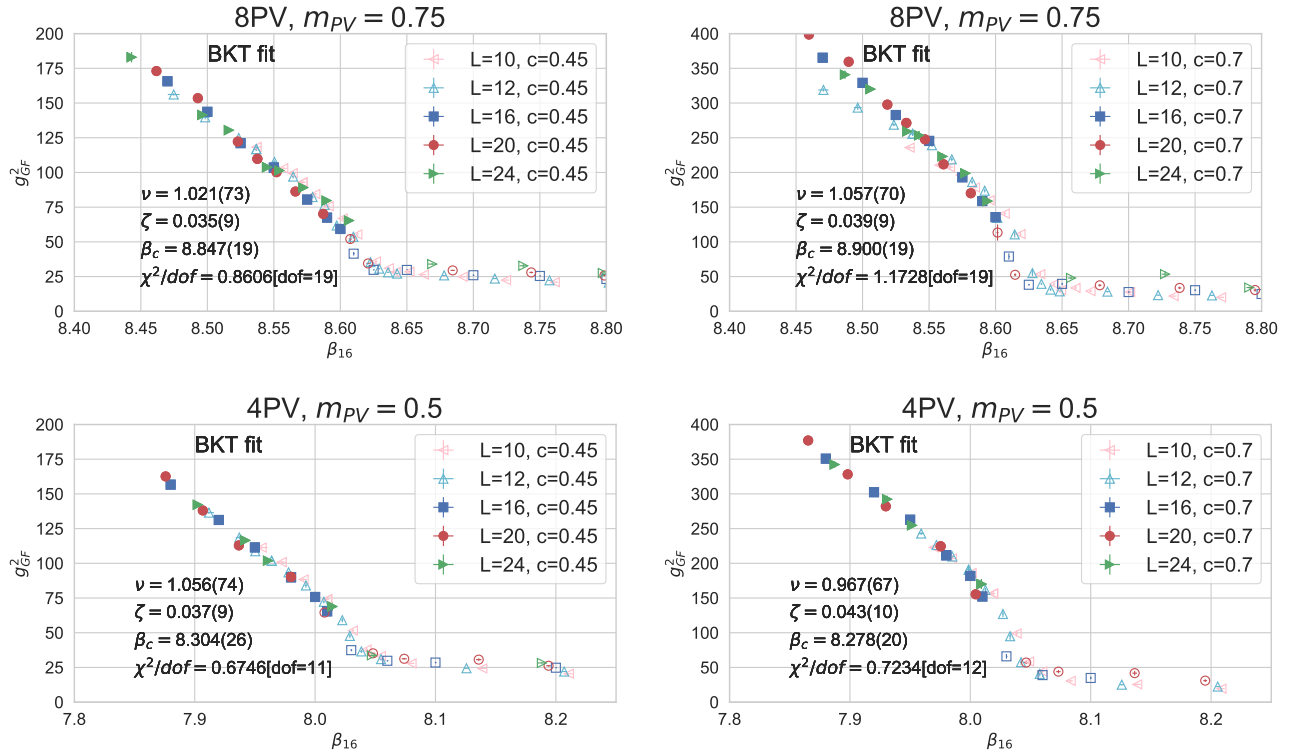 8PV, m_PV = 0.75
200
175
150
125
100
75
50
25
0
g²_GF
BKT fit
L=10, c=0.45
L=12, c=0.45
L=16, c=0.45
L=20, c=0.45
L=24, c=0.45
ν = 1.021(73)
ζ = 0.035(9)
β_c = 8.847(19)
χ²/dof = 0.8606[dof=19]
8.40 8.45 8.50 8.55 8.60 8.65 8.70 8.75 8.80
β₁₆
8PV, m_PV = 0.75
400
350
300
250
200
150
100
50
0
g²_GF
BKT fit
L=10, c=0.7
L=12, c=0.7
L=16, c=0.7
L=20, c=0.7
L=24, c=0.7
ν = 1.057(70)
ζ = 0.039(9)
β_c = 8.900(19)
χ²/dof = 1.1728[dof=19]
8.40 8.45 8.50 8.55 8.60 8.65 8.70 8.75 8.80
β₁₆
4PV, m_PV = 0.5
200
175
150
125
100
75
50
25
0
g²_GF
BKT fit
L=10, c=0.45
L=12, c=0.45
L=16, c=0.45
L=20, c=0.45
L=24, c=0.45
ν = 1.056(74)
ζ = 0.037(9)
β_c = 8.304(26)
χ²/dof = 0.6746[dof=11]
7.8 7.9 8.0 8.1 8.2
β₁₆
4PV, m_PV = 0.5
400
350
300
250
200
150
100
50
0
g²_GF
BKT fit
L=10, c=0.7
L=12, c=0.7
L=16, c=0.7
L=20, c=0.7
L=24, c=0.7
ν = 0.967(67)
ζ = 0.043(10)
β_c = 8.278(20)
χ²/dof = 0.7234[dof=12]
7.8 7.9 8.0 8.1 8.2
β₁₆